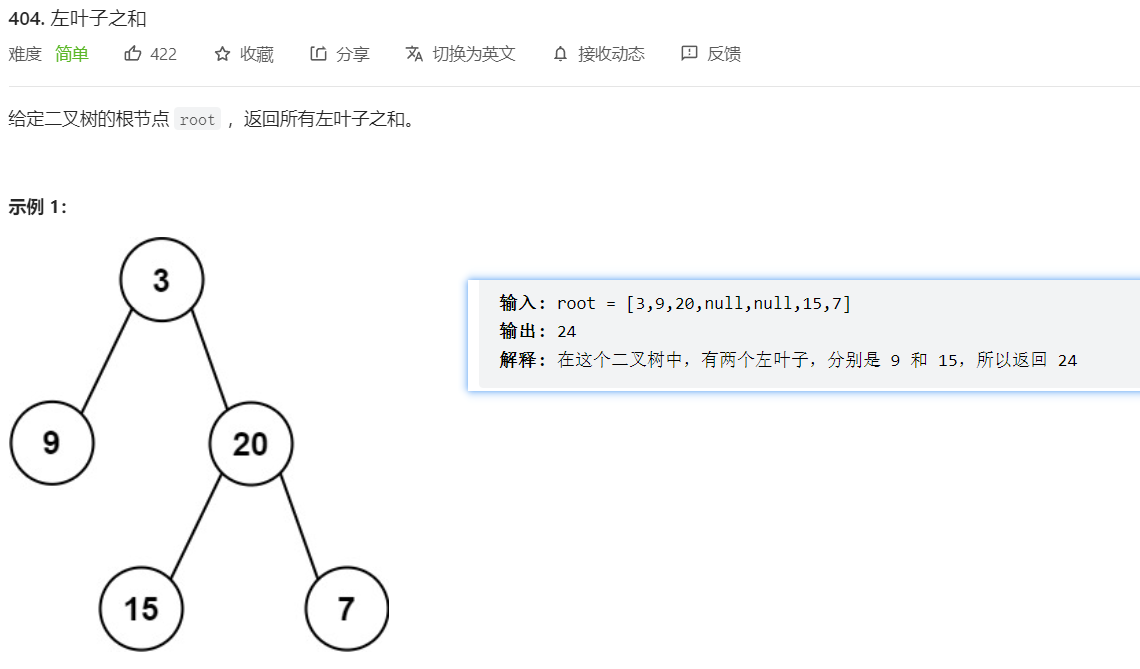 404. 左叶子之和
难度 简单 422 收藏 分享 切换为英文 接收动态 反馈
给定二叉树的根节点 root ，返回所有左叶子之和。
示例 1：
3
输入：root = [3,9,20,null,null,15,7]
输出：24
解释：在这个二叉树中，有两个左叶子，分别是 9 和 15，所以返回 24
9 20
15 7